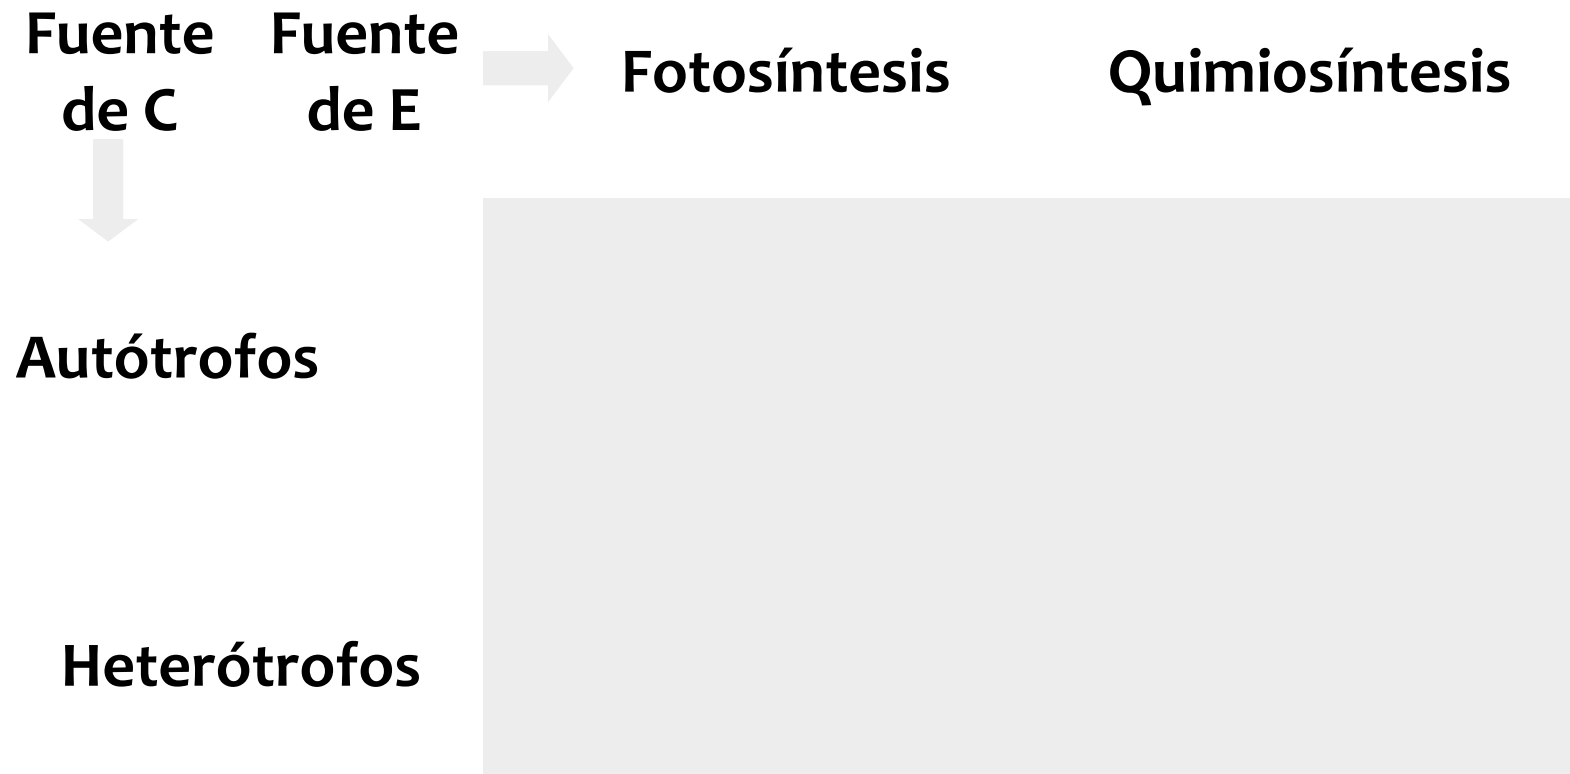 Fuente
de C
Fuente
de E
Fotosíntesis
Quimiosíntesis
Autótrofos
Heterótrofos